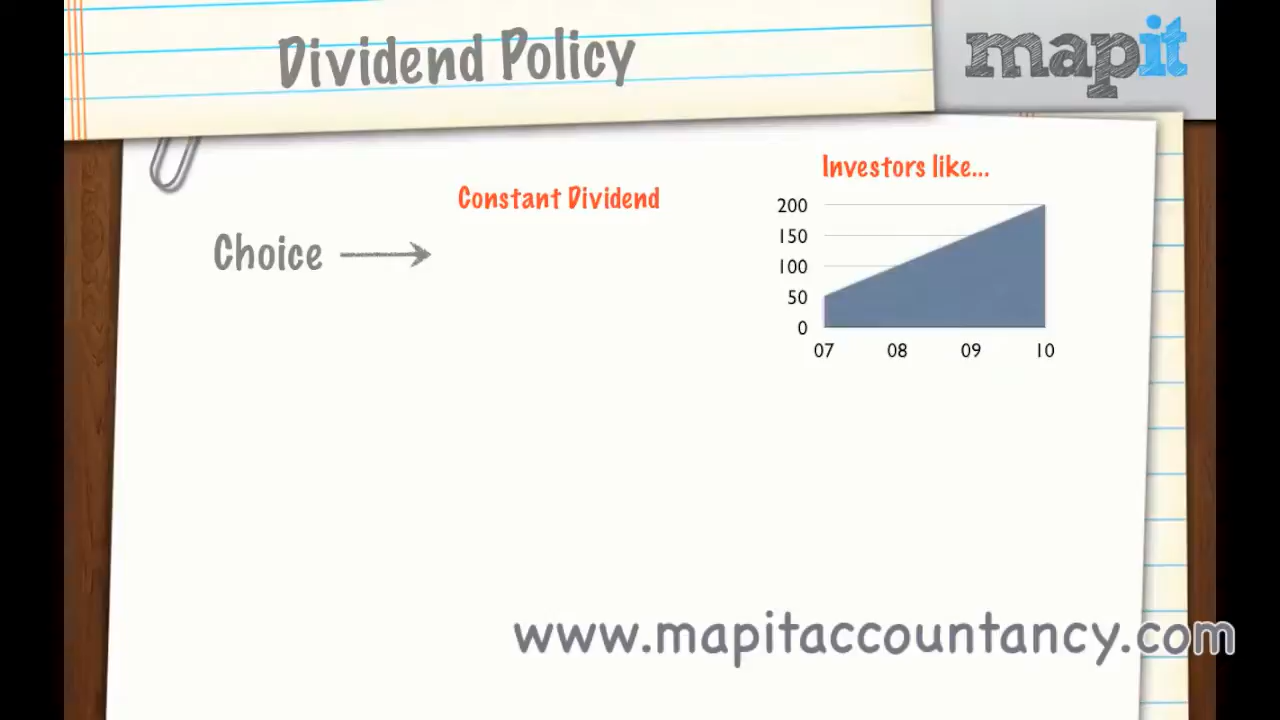 Dividend Policy
mapit
Investors like...
Constant Dividend
Choice
200
150
100
50
0
07 08 09 10
www.mapitaccountancy.com